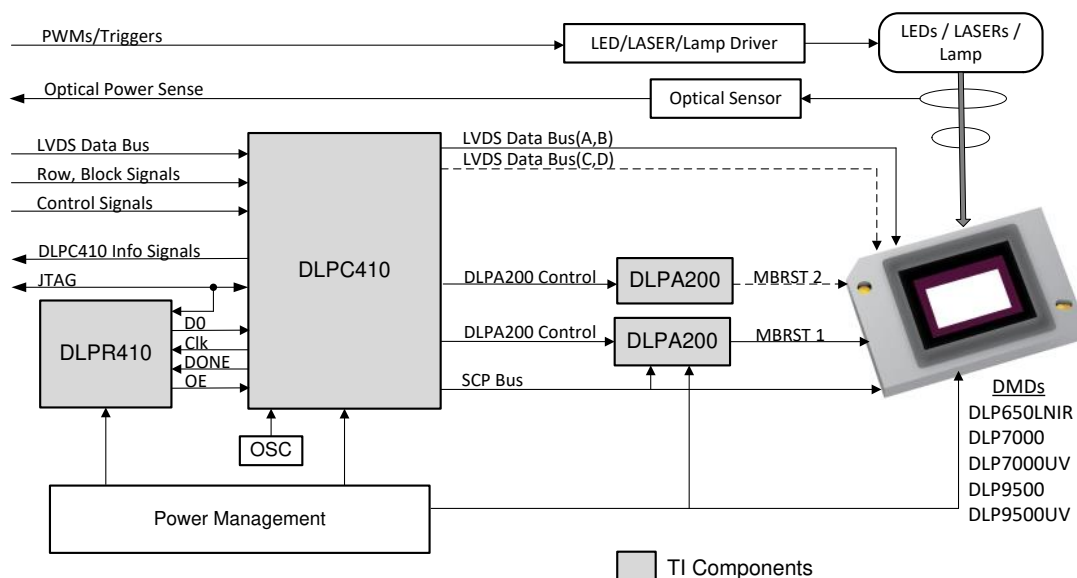 PWMs/Triggers
LED/LASER/Lamp Driver
LEDs / LASERs /
Lamp
Optical Power Sense
Optical Sensor
LVDS Data Bus
Row, Block Signals
Control Signals
DLPC410 Info Signals
JTAG
DLPC410
LVDS Data Bus(A,B)
LVDS Data Bus(C,D)
DLPA200 Control
DLPA200
MBRST 2
DLPA200 Control
DLPA200
MBRST 1
SCP Bus
DLPR410
D0
Clk
DONE
OE
OSC
Power Management
DMDs
DLP650LNIR
DLP7000
DLP7000UV
DLP9500
DLP9500UV
TI Components